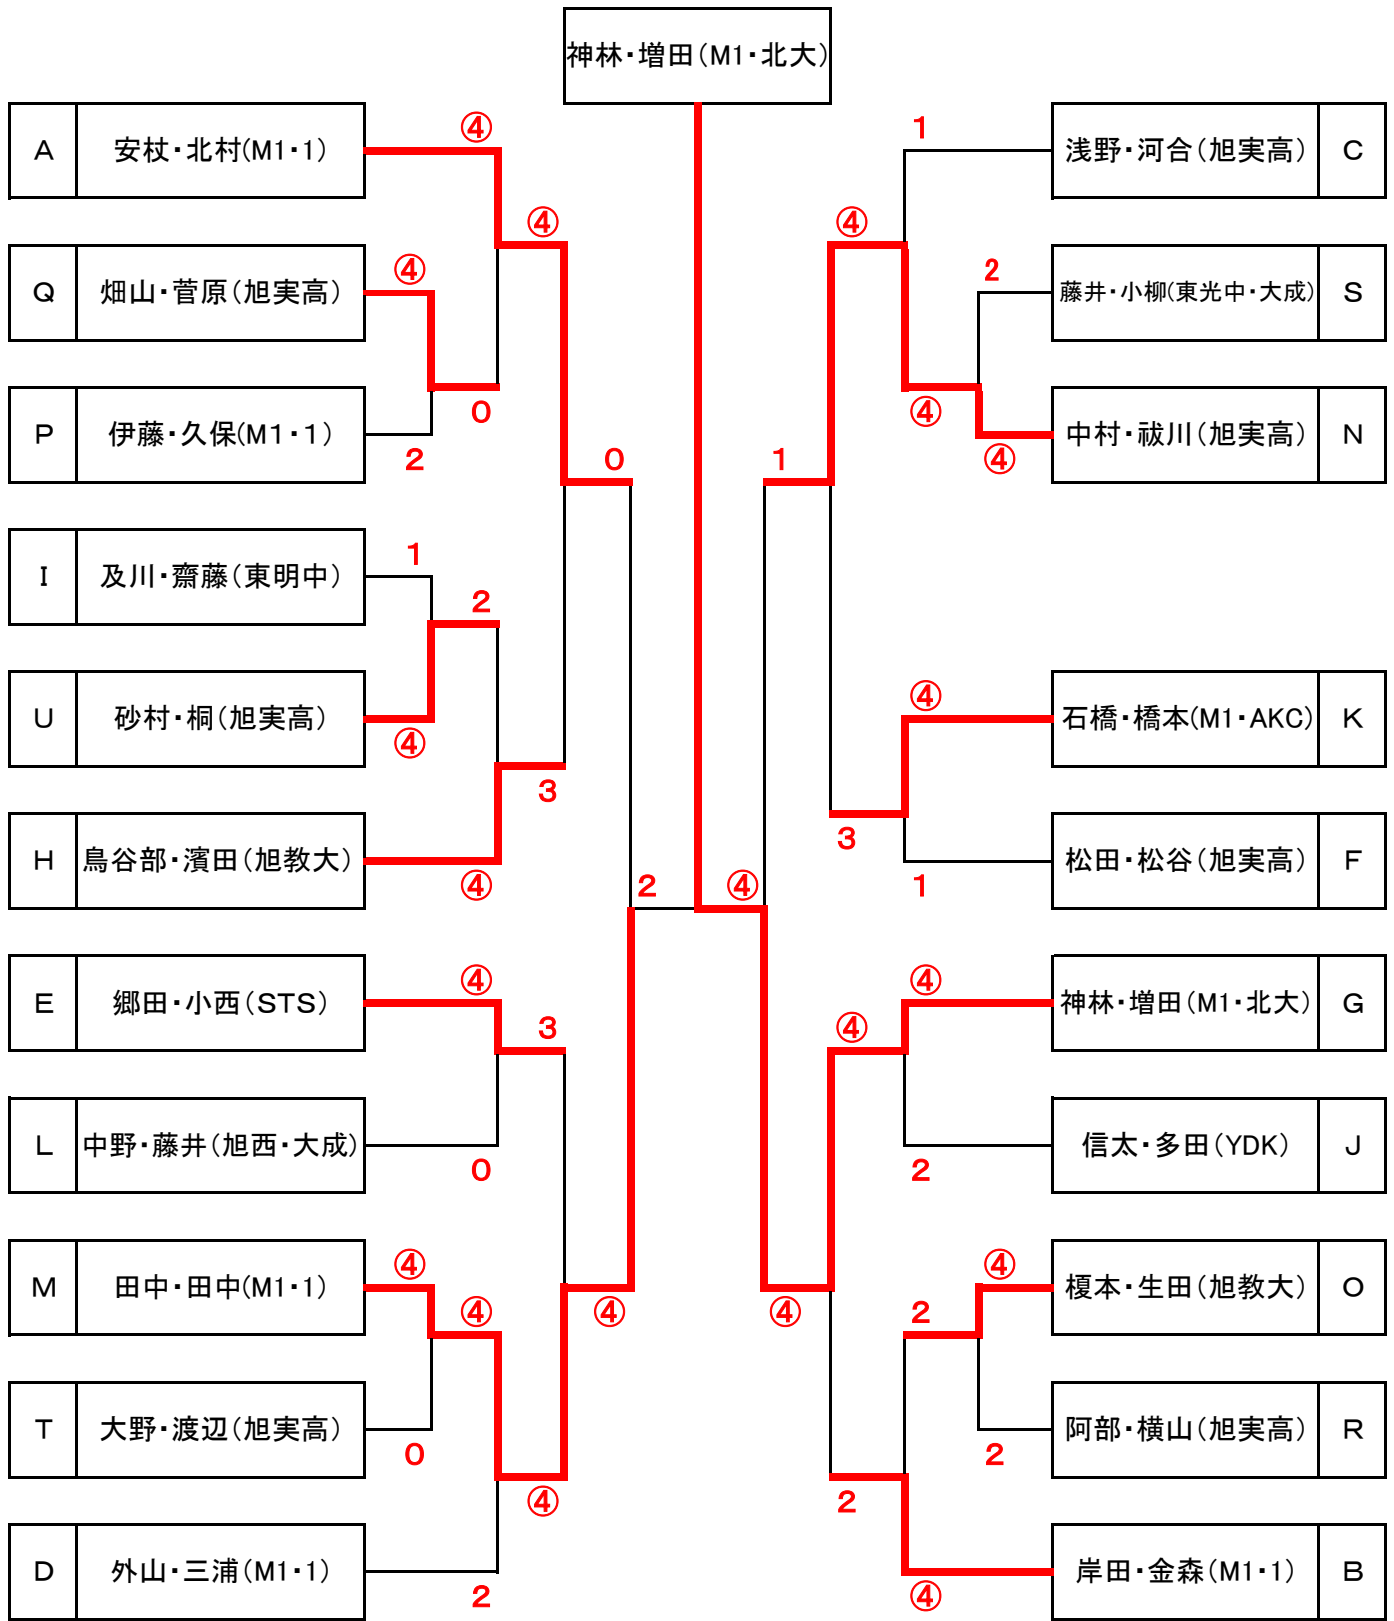 神林・増田(M1・北大)
A 安杖・北村(M1・1)
④
④
Q 畑山・菅原(旭実高)
④
0
P 伊藤・久保(M1・1)
2
0
I 及川・齋藤(東明中)
1
2
U 砂村・桐(旭実高)
④
3
H 鳥谷部・濱田(旭教大)
④
2
E 郷田・小西(STS)
④
3
L 中野・藤井(旭西・大成)
0
M 田中・田中(M1・1)
④
④
④
T 大野・渡辺(旭実高)
0
④
D 外山・三浦(M1・1)
2
1
浅野・河合(旭実高) C
④
2
藤井・小柳(東光中・大成) S
④
中村・祓川(旭実高) N
④
1
④
石橋・橋本(M1・AKC) K
3
松田・松谷(旭実高) F
1
④
④
神林・増田(M1・北大) G
④
信太・多田(YDK) J
2
④
榎本・生田(旭教大) O
④
2
阿部・横山(旭実高) R
2
2
岸田・金森(M1・1) B
④